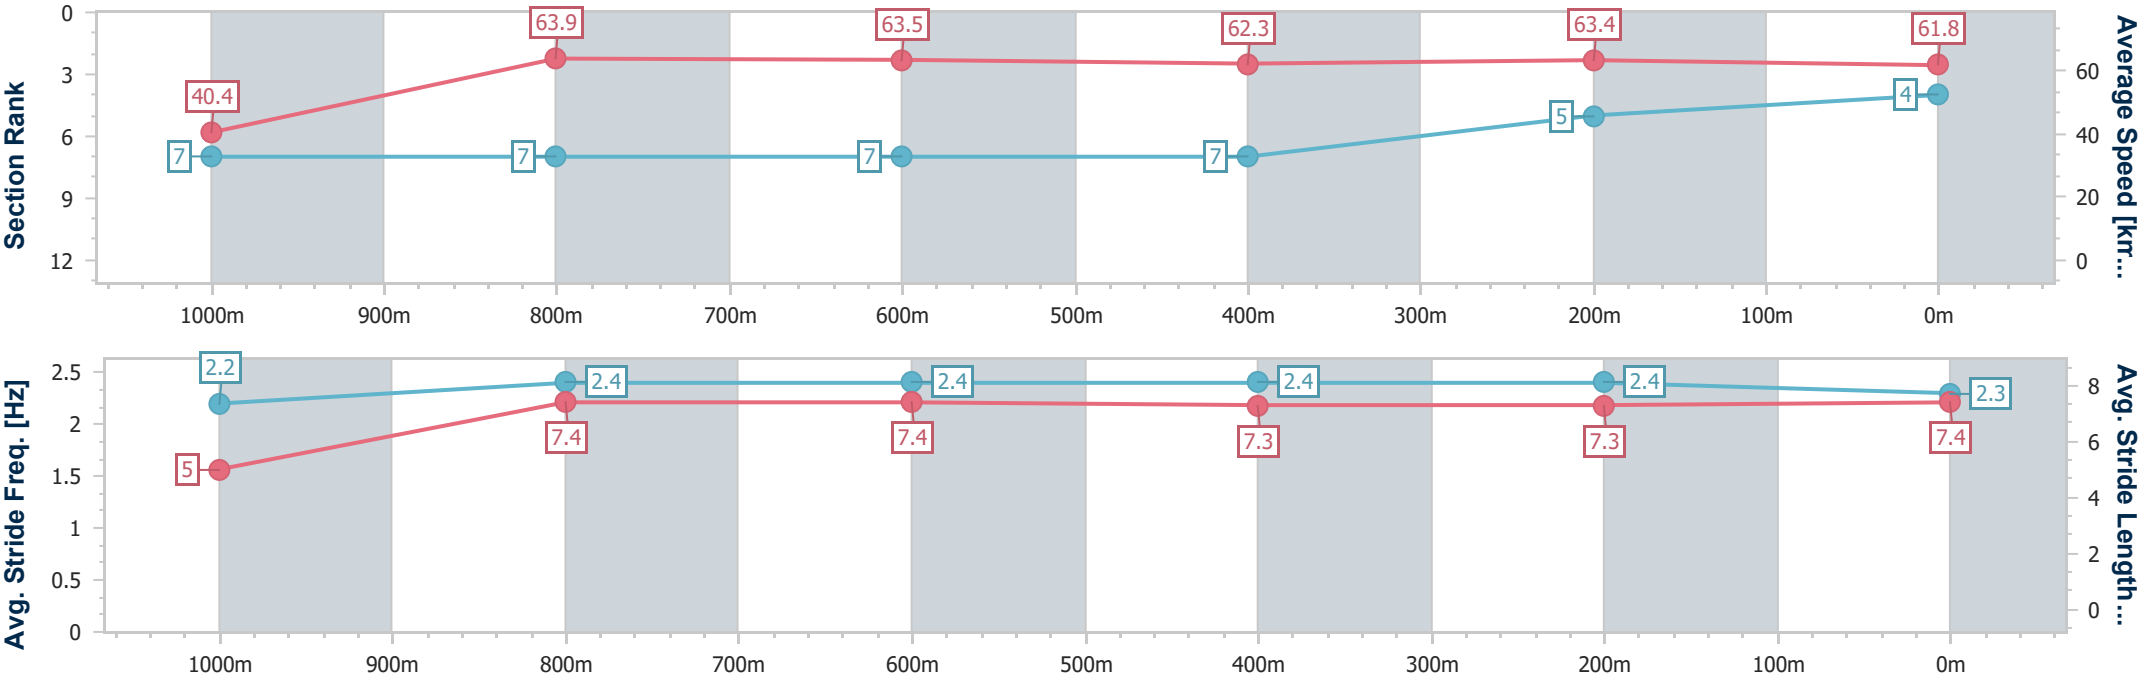 Section Rank
0
3
6
9
12
40.4
63.9
63.5
62.3
63.4
61.8
7
7
7
7
5
4
60
40
20
0
Average Speed [km...
1000m
900m
800m
700m
600m
500m
400m
300m
200m
100m
0m
Avg. Stride Freq. [Hz]
2.5
2
1.5
1
0.5
0
2.2
2.4
2.4
2.4
2.4
2.3
5
7.4
7.4
7.3
7.3
7.4
8
6
4
2
0
Avg. Stride Length...
1000m
900m
800m
700m
600m
500m
400m
300m
200m
100m
0m